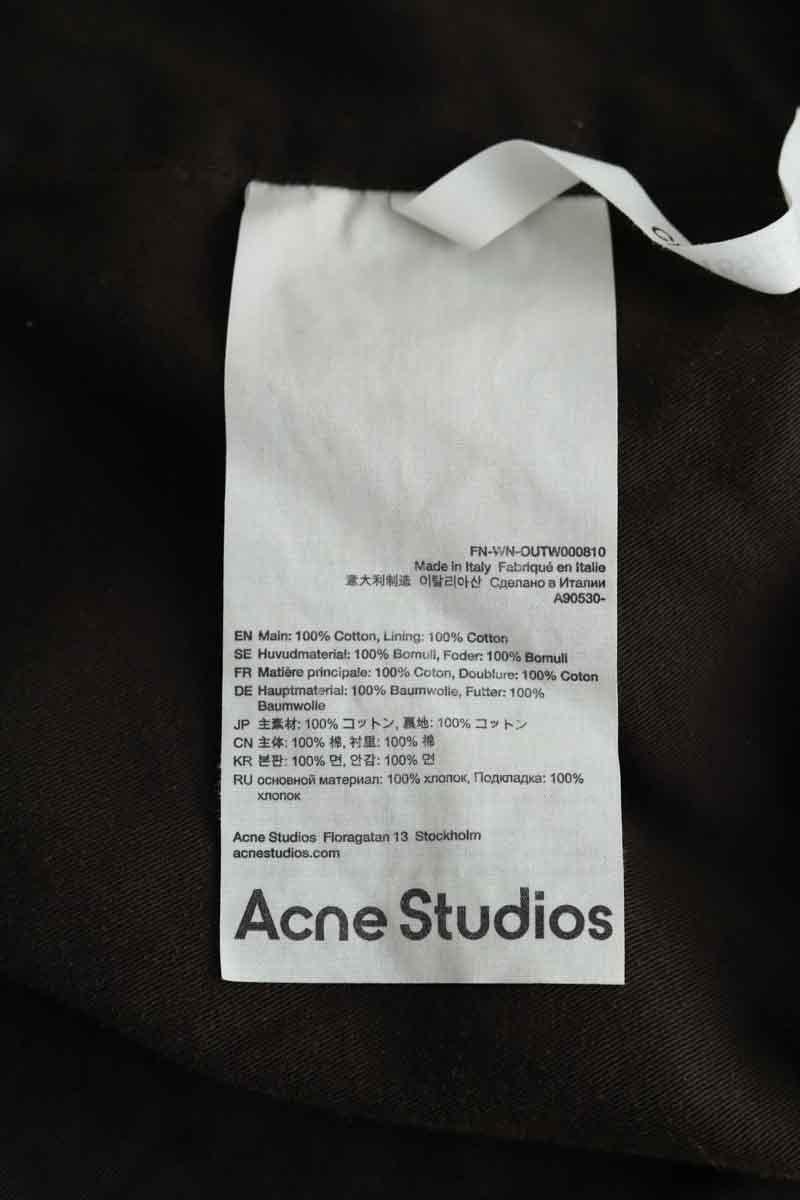 FN-WN-OUTW000810
Made in Italy Fabriqué en Italie
意大利制造 이탈리아산 Сделано в Италии
A90530-
EN Main: 100% Cotton, Lining: 100% Cotton
SE Huvudmaterial: 100% Bomull, Foder: 100% Bomull
FR Matière principale: 100% Coton, Doublure: 100% Coton
DE Hauptmaterial: 100% Baumwolle, Futter: 100%
Baumwolle
JP 主素材: 100% コットン, 裏地: 100% コットン
CN 主体: 100% 棉, 衬里: 100% 棉
KR 본판: 100% 면, 안감: 100% 면
RU основной материал: 100% хлопок, Подкладка: 100%
хлопок
Acne Studios Floragatan 13 Stockholm
acnestudios.com
Acne Studios